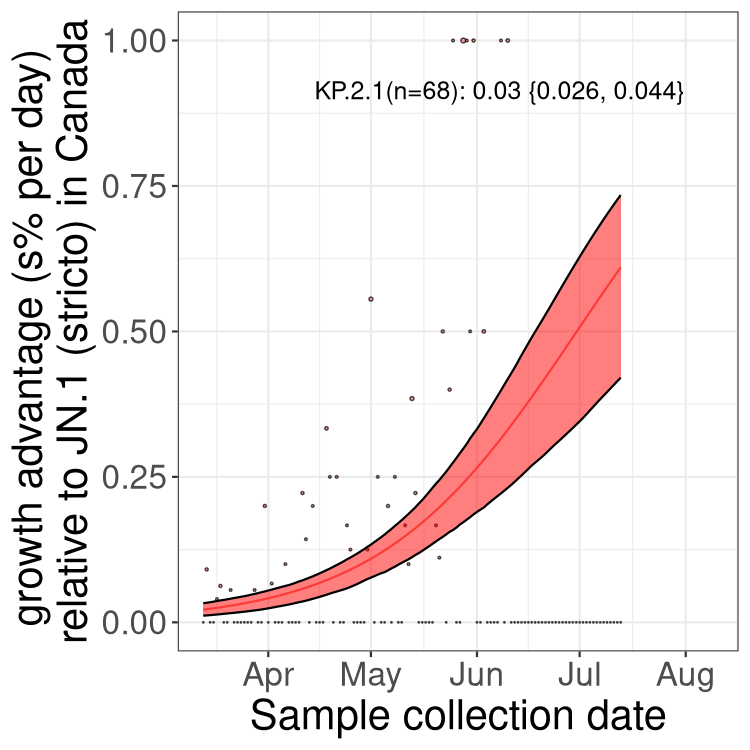 growth advantage (s% per day)
relative to JN.1 (stricto) in Canada
1.00
0.75
0.50
0.25
0.00
KP.2.1(n=68): 0.03 {0.026, 0.044}
Apr May Jun Jul Aug
Sample collection date